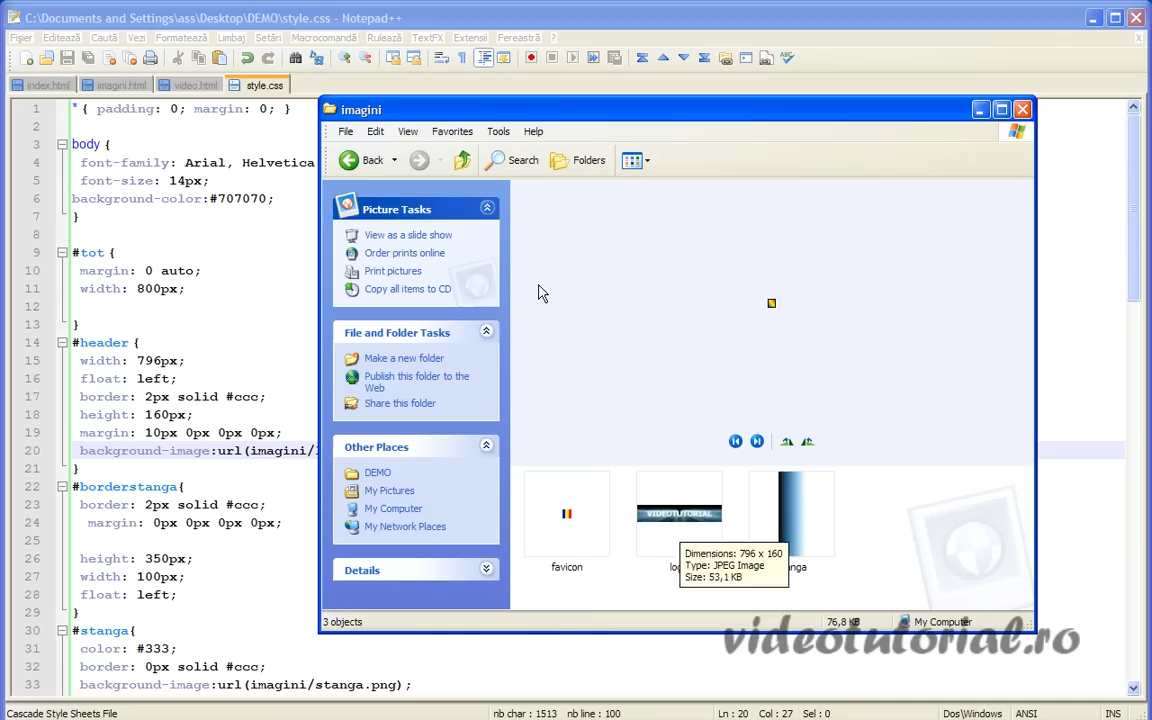 C:\Documents and Settings\ass\Desktop\DEMO\style.css - Notepad++
Fişier Editează Caută Vezi Formatează Limbaj Setări Macrocomandă Rulează TextFX Extensii Fereastră ? X
index.html imagini.html video.html style.css
1 * { padding: 0; margin: 0; }
2
3 body {
4 font-family: Arial, Helvetica
5 font-size: 14px;
6 background-color:#707070;
7 }
8
9 #tot {
10 margin: 0 auto;
11 width: 800px;
12
13 }
14 #header {
15 width: 796px;
16 float: left;
17 border: 2px solid #ccc;
18 height: 160px;
19 margin: 10px 0px 0px 0px;
20 background-image:url(imagini/
21 }
22 #borderstanga{
23 border: 2px solid #ccc;
24 margin: 0px 0px 0px 0px;
25
26 height: 350px;
27 width: 100px;
28 float: left;
29 }
30 #stanga{
31 color: #333;
32 border: 0px solid #ccc;
33 background-image:url(imagini/stanga.png);
imagini
File Edit View Favorites Tools Help
Back Search Folders
Picture Tasks
View as a slide show
Order prints online
Print pictures
Copy all items to CD
File and Folder Tasks
Make a new folder
Publish this folder to the
Web
Share this folder
Other Places
DEMO
My Pictures
My Computer
My Network Places
Details
VIDEOTUTORIAL
favicon
Dimensions: 796 x 160
Type: JPEG Image
Size: 53,1 KB
3 objects 76,8 KB My Computer
videotutorial.ro
Cascade Style Sheets File nb char : 1513 nb line : 100 Ln : 20 Col : 27 Sel : 0 Dos\Windows ANSI INS